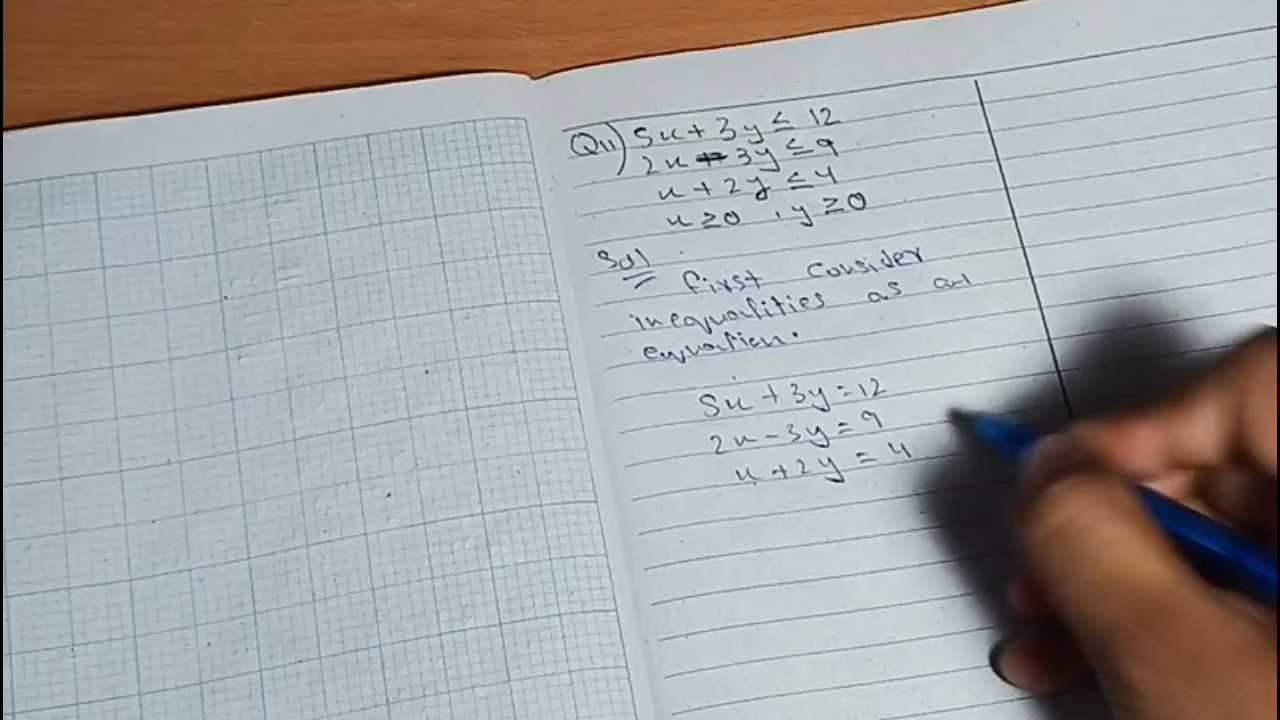 Q11) 5x + 3y ≤ 12
2x - 3y ≤ 9
x + 2y ≤ 4
x ≥ 0 , y ≥ 0
Sol
first consider
inequalities as an
equation.
5x + 3y = 12
2x - 3y = 9
x + 2y = 4